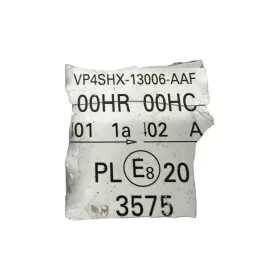 VP4SHX-13006-AAF
00HR 00HC
01 1a 02 A
PL E8 20
3575